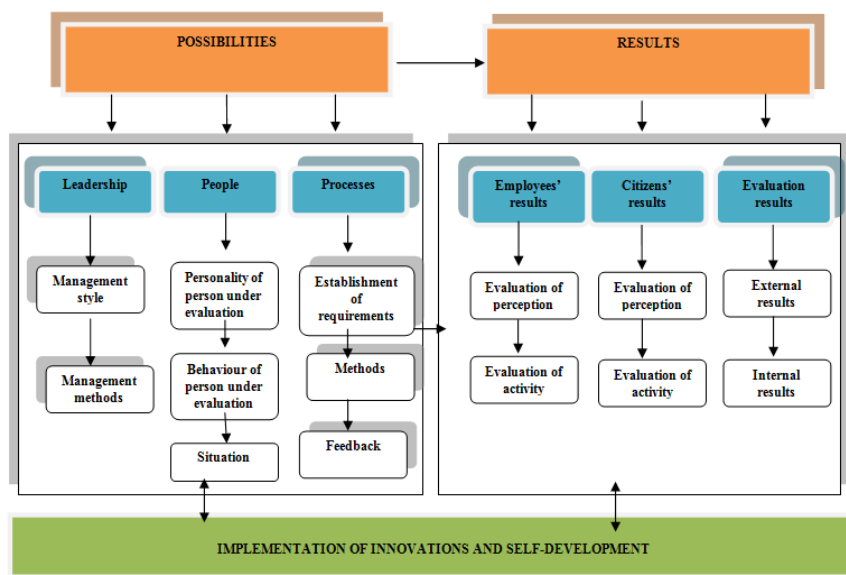 POSSIBILITIES
RESULTS
Leadership
People
Processes
Employees'
results
Citizens'
results
Evaluation
results
Management
style
Personality of
person under
evaluation
Establishment
of
requirements
Evaluation of
perception
Evaluation of
perception
External
results
Management
methods
Behaviour of
person under
evaluation
Methods
Evaluation of
activity
Evaluation of
activity
Internal
results
Situation
Feedback
IMPLEMENTATION OF INNOVATIONS AND SELF-DEVELOPMENT